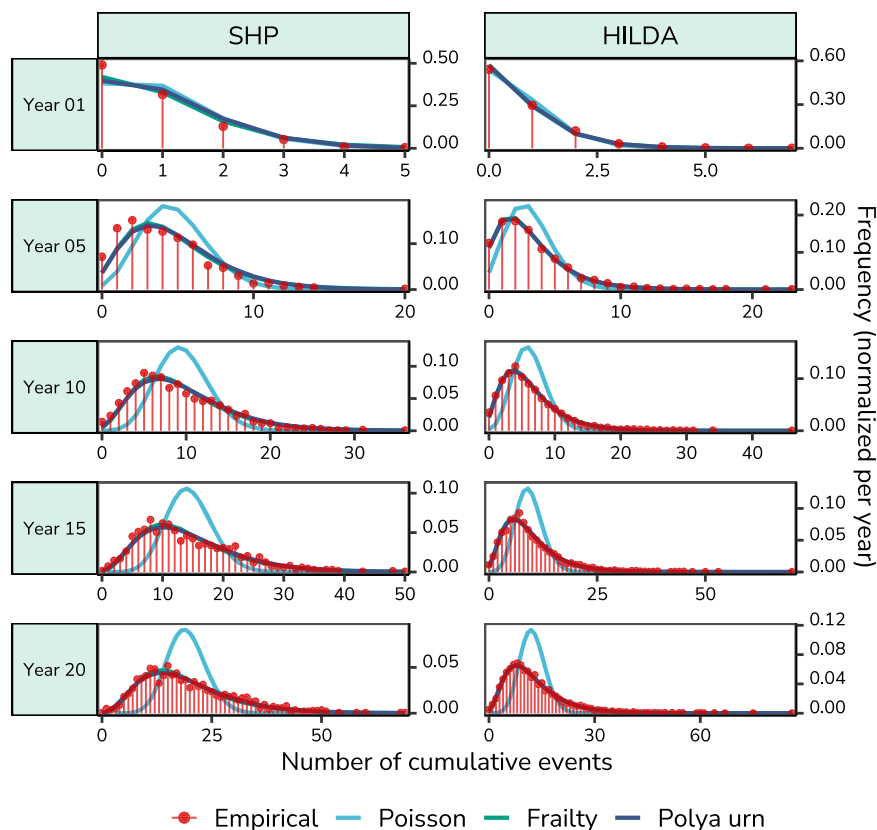 SHP HILDA
Year 01
0.50
0.25
0.00
0 1 2 3 4 5
0.60
0.30
0.00
0.0 2.5 5.0
Year 05
0.10
0.00
0 10 20
0.20
0.10
0.00
0 10 20
Year 10
0.10
0.05
0.00
0 10 20 30
0.10
0.00
0 10 20 30 40
Year 15
0.10
0.05
0.00
0 10 20 30 40 50
0.10
0.05
0.00
0 25 50
Year 20
0.05
0.00
0 25 50
0.12
0.08
0.04
0.00
0 30 60
Frequency (normalized per year)
Number of cumulative events
Empirical Poisson Frailty Polya urn